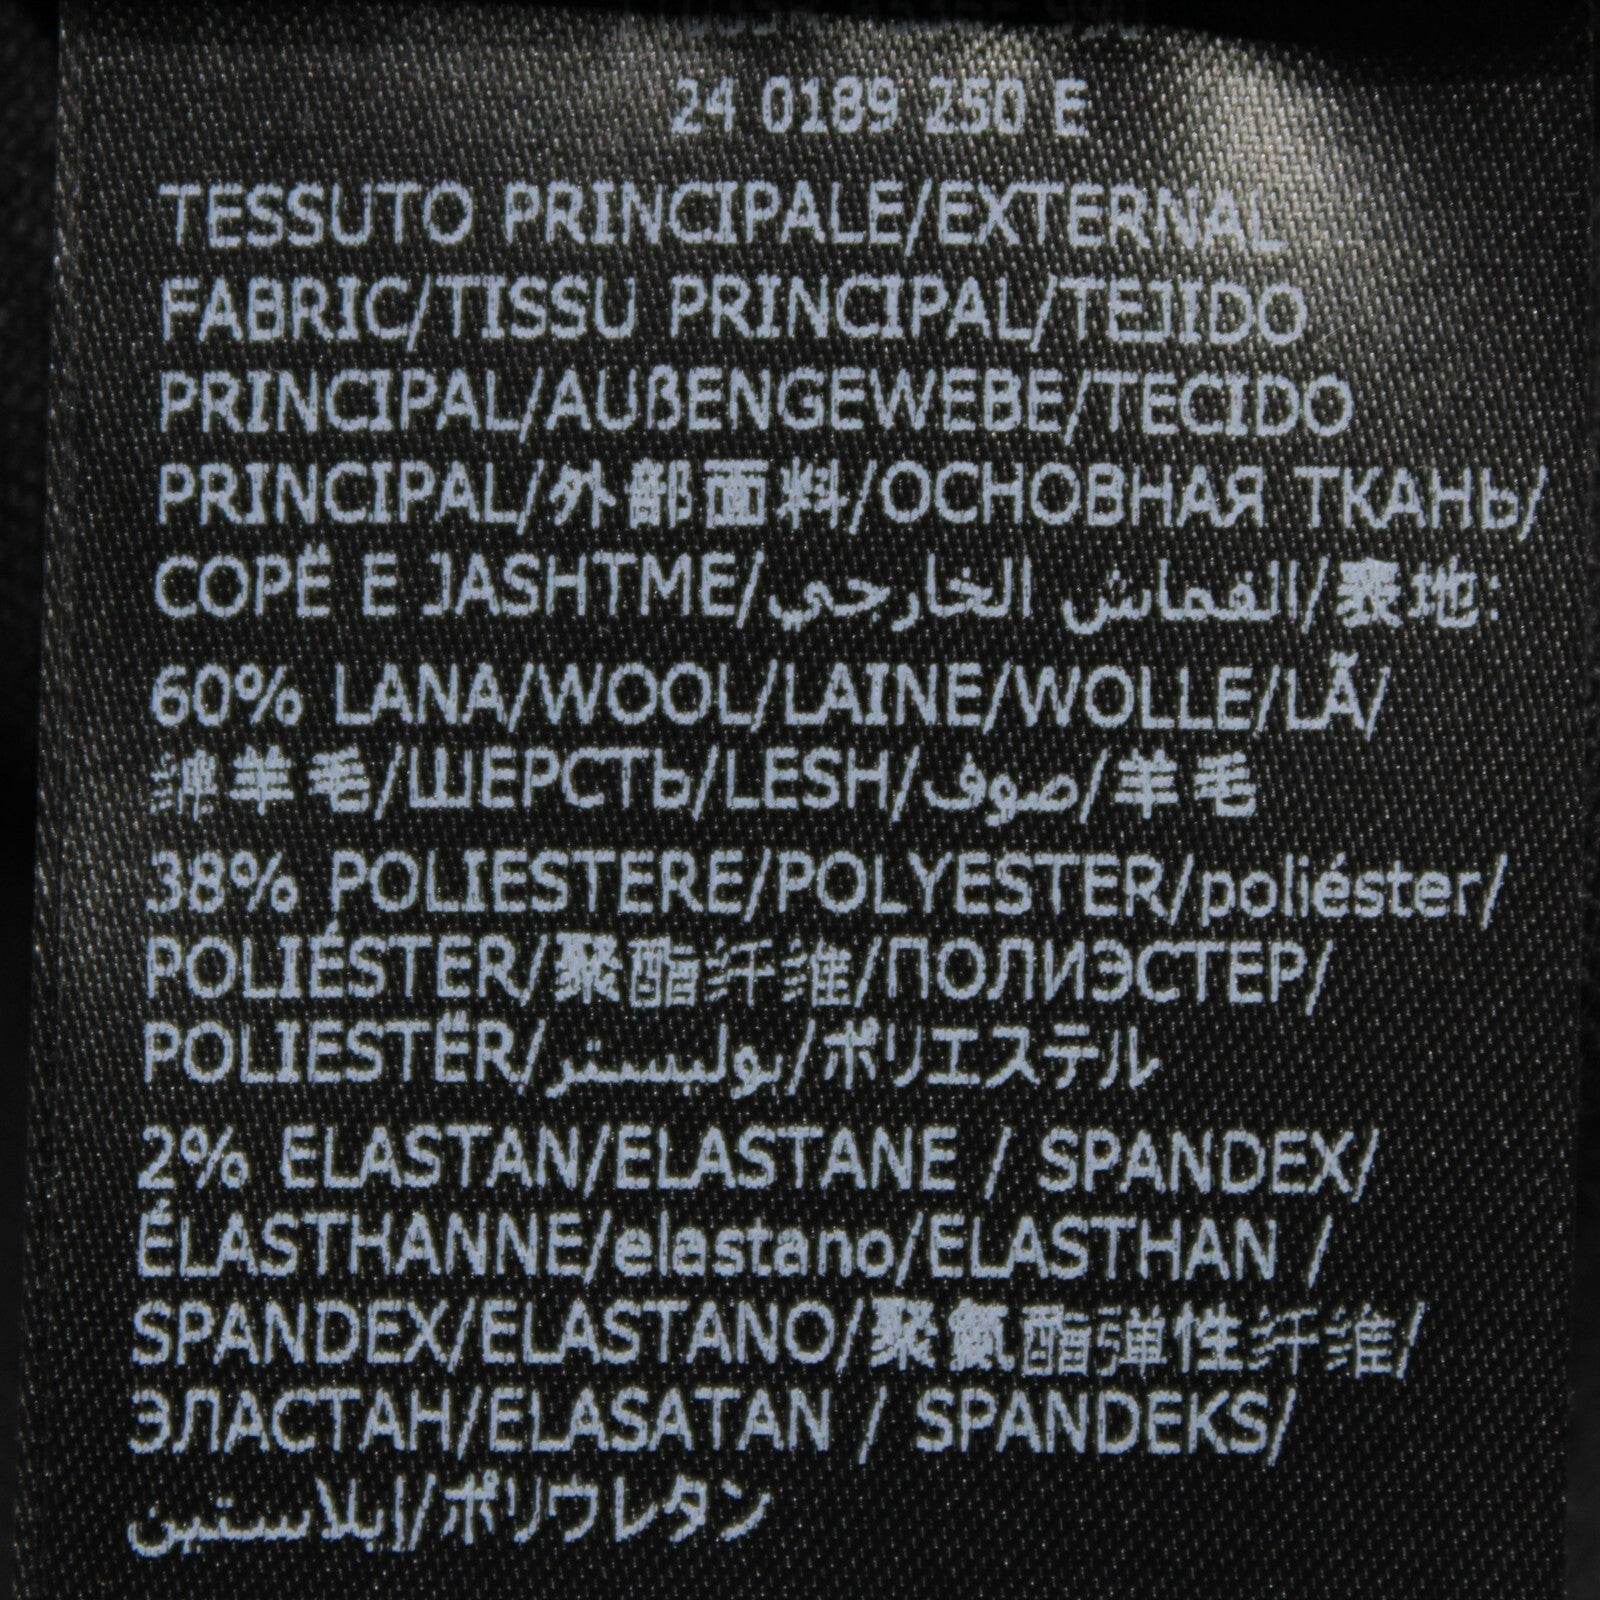 24 0189 Z50 E
TESSUTO PRINCIPALE/EXTERNAL
FABRIC/TISSU PRINCIPAL/TEJIDO
PRINCIPAL/AUßENGEWEBE/TECIDO
PRINCIPAL/外部面料/ОСНОВНАЯ ТКАНЬ/
COPË E JASHTME/القماش الخارجي/表地:
60% LANA/WOOL/LAINE/WOLLE/LÃ/
绵羊毛/ШЕРСТЬ/LESH/صوف/羊毛
38% POLIESTERE/POLYESTER/poliéster/
POLIÉSTER/聚酯纤维/ПОЛИЭСТЕР/
POLIESTËR/بوليستر/ポリエステル
2% ELASTAN/ELASTANE / SPANDEX/
ÉLASTHANNE/elastano/ELASTHAN /
SPANDEX/ELASTANO/聚氨酯弹性纤维/
ЭЛАСТАН/ELASATAN / SPANDEKS/
إيلاستين/ポリウレタン